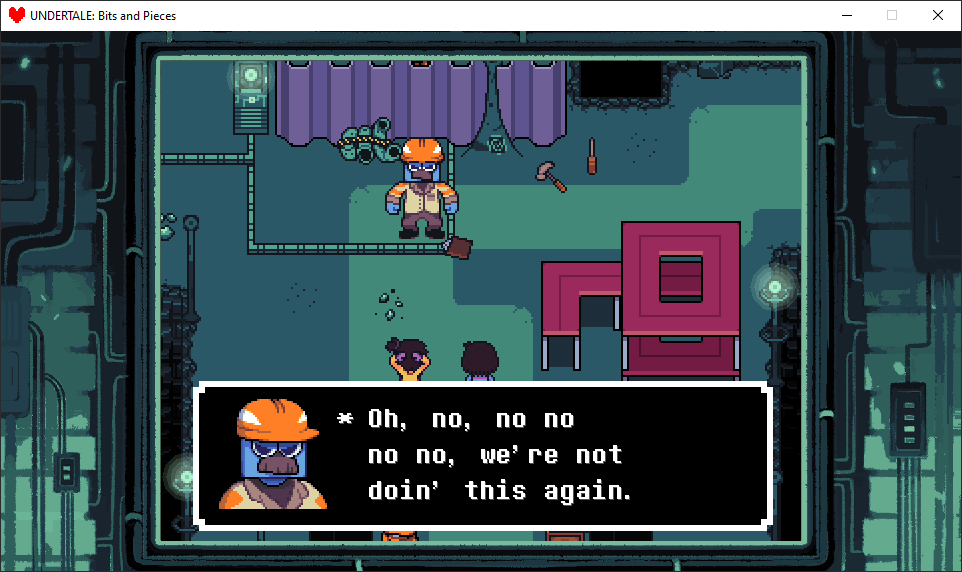 UNDERTALE: Bits and Pieces
* Oh, no, no no
no no, we're not
doin' this again.